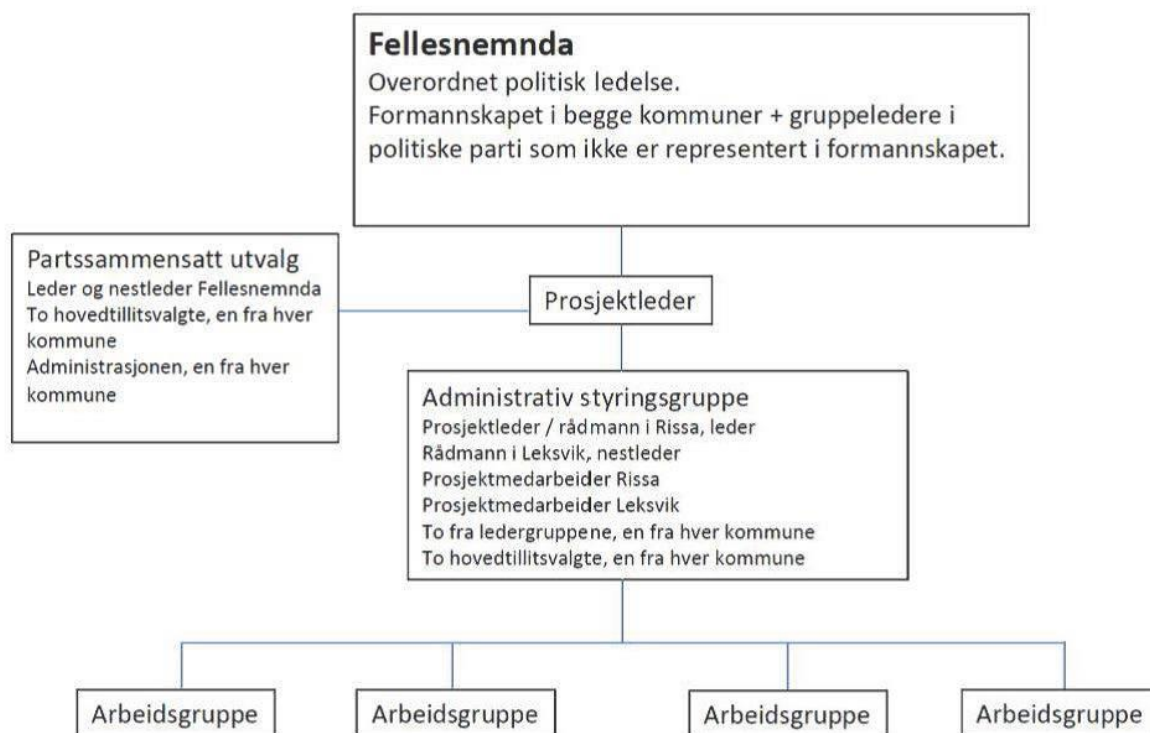 Fellesnemnda
Overordnet politisk ledelse.
Formannskapet i begge kommuner + gruppeledere i
politiske parti som ikke er representert i formannskapet.
Partssammensatt utvalg
Leder og nestleder Fellesnemnda
To hovedtillitsvalgte, en fra hver
kommune
Administrasjonen, en fra hver
kommune
Prosjektleder
Administrativ styringsgruppe
Prosjektleder / rådmann i Rissa, leder
Rådmann i Leksvik, nestleder
Prosjektmedarbeider Rissa
Prosjektmedarbeider Leksvik
To fra ledergruppene, en fra hver kommune
To hovedtillitsvalgte, en fra hver kommune
Arbeidsgruppe
Arbeidsgruppe
Arbeidsgruppe
Arbeidsgruppe